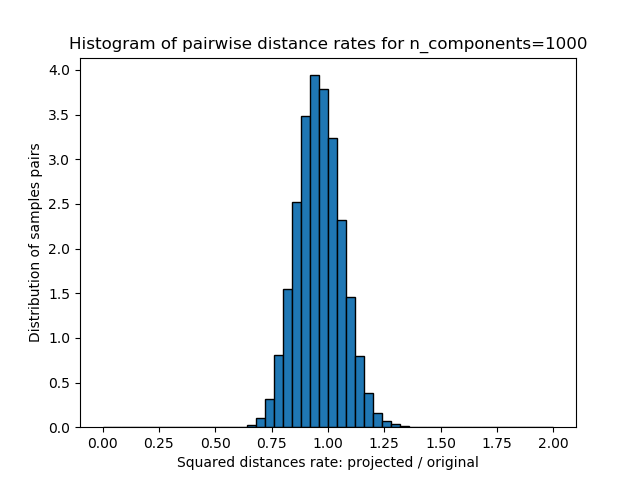 Histogram of pairwise distance rates for n_components=1000
Distribution of samples pairs
4.0
3.5
3.0
2.5
2.0
1.5
1.0
0.5
0.0
0.00 0.25 0.50 0.75 1.00 1.25 1.50 1.75 2.00
Squared distances rate: projected / original